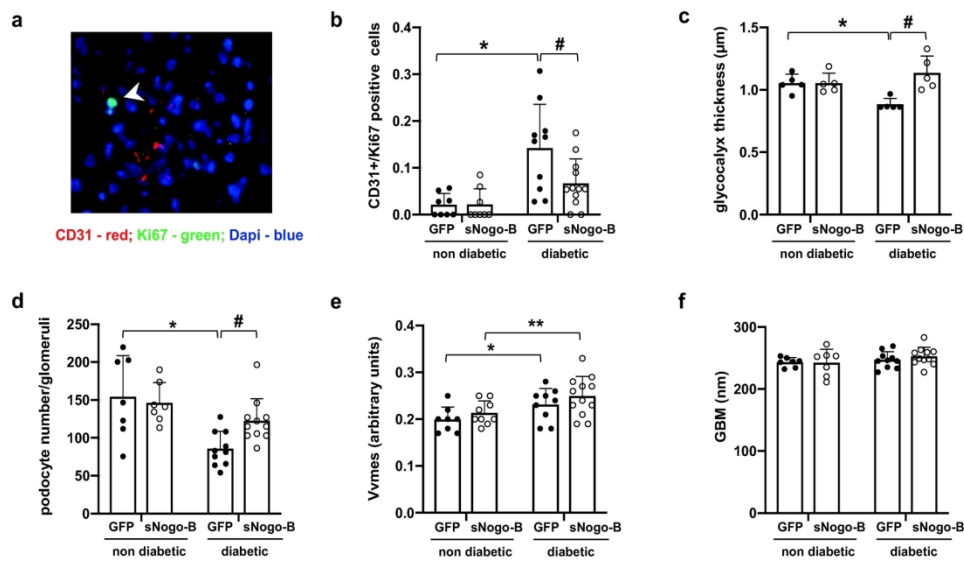 a
CD31 - red; Ki67 - green; Dapi - blue
b
CD31+/Ki67 positive cells
0.4
0.3
0.2
0.1
0.0
*
#
GFP sNogo-B GFP sNogo-B
non diabetic diabetic
c
glycocalyx thickness (μm)
1.5
1.0
0.5
0.0
*
#
GFP sNogo-B GFP sNogo-B
non diabetic diabetic
d
podocyte number/glomeruli
250
200
150
100
50
0
*
#
GFP sNogo-B GFP sNogo-B
non diabetic diabetic
e
Vvmes (arbitrary units)
0.4
0.3
0.2
0.1
0.0
**
*
GFP sNogo-B GFP sNogo-B
non diabetic diabetic
f
GBM (nm)
300
200
100
0
GFP sNogo-B GFP sNogo-B
non diabetic diabetic